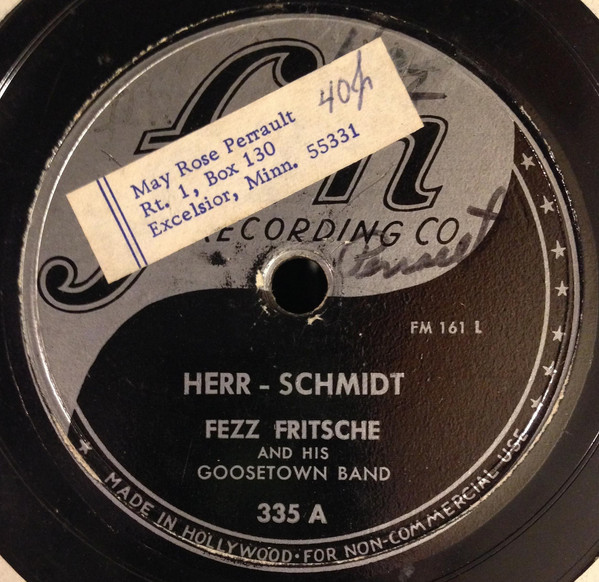 fm
RECORDING CO
May Rose Perrault
Rt. 1, Box 130
Excelsior, Minn. 55331
40¢
FM 161 L
HERR - SCHMIDT
FEZZ FRITSCHE
AND HIS
GOOSETOWN BAND
335 A
MADE IN HOLLYWOOD · FOR NON-COMMERCIAL USE